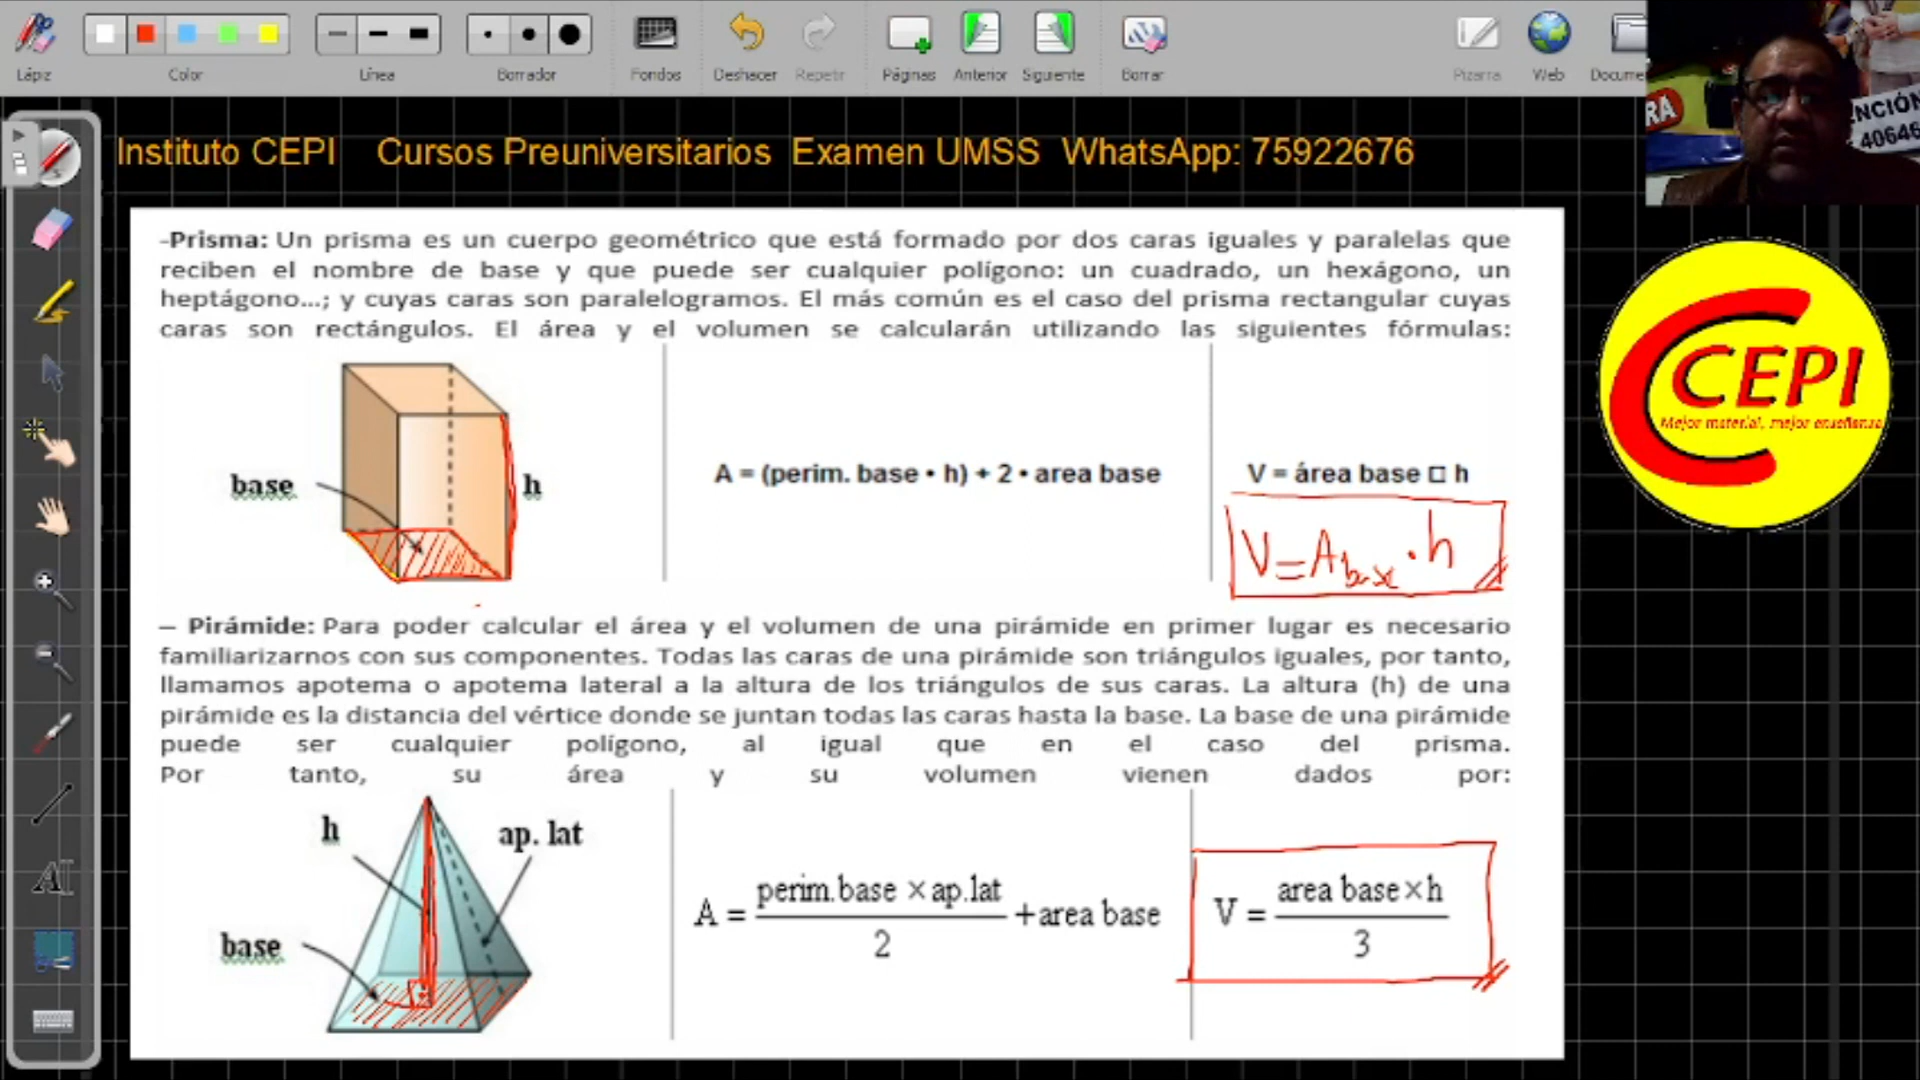 Lápiz Color Línea Borrador Fondos Deshacer Repetir Páginas Anterior Siguiente Borrar Pizarra Web Docume
Instituto CEPI Cursos Preuniversitarios Examen UMSS WhatsApp: 75922676
RA
ENCIÓN
40646
-Prisma: Un prisma es un cuerpo geométrico que está formado por dos caras iguales y paralelas que
reciben el nombre de base y que puede ser cualquier polígono: un cuadrado, un hexágono, un
heptágono...; y cuyas caras son paralelogramos. El más común es el caso del prisma rectangular cuyas
caras son rectángulos. El área y el volumen se calcularán utilizando las siguientes fórmulas:
CEPI
Mejor material, mejor enseñanza
base
h
A = (perim. base • h) + 2 • area base
V = área base □ h
V = A base · h
– Pirámide: Para poder calcular el área y el volumen de una pirámide en primer lugar es necesario
familiarizarnos con sus componentes. Todas las caras de una pirámide son triángulos iguales, por tanto,
llamamos apotema o apotema lateral a la altura de los triángulos de sus caras. La altura (h) de una
pirámide es la distancia del vértice donde se juntan todas las caras hasta la base. La base de una pirámide
puede ser cualquier polígono, al igual que en el caso del prisma.
Por tanto, su área y su volumen vienen dados por:
h
ap. lat
base
A = perim.base × ap.lat / 2 + area base
V = area base × h / 3